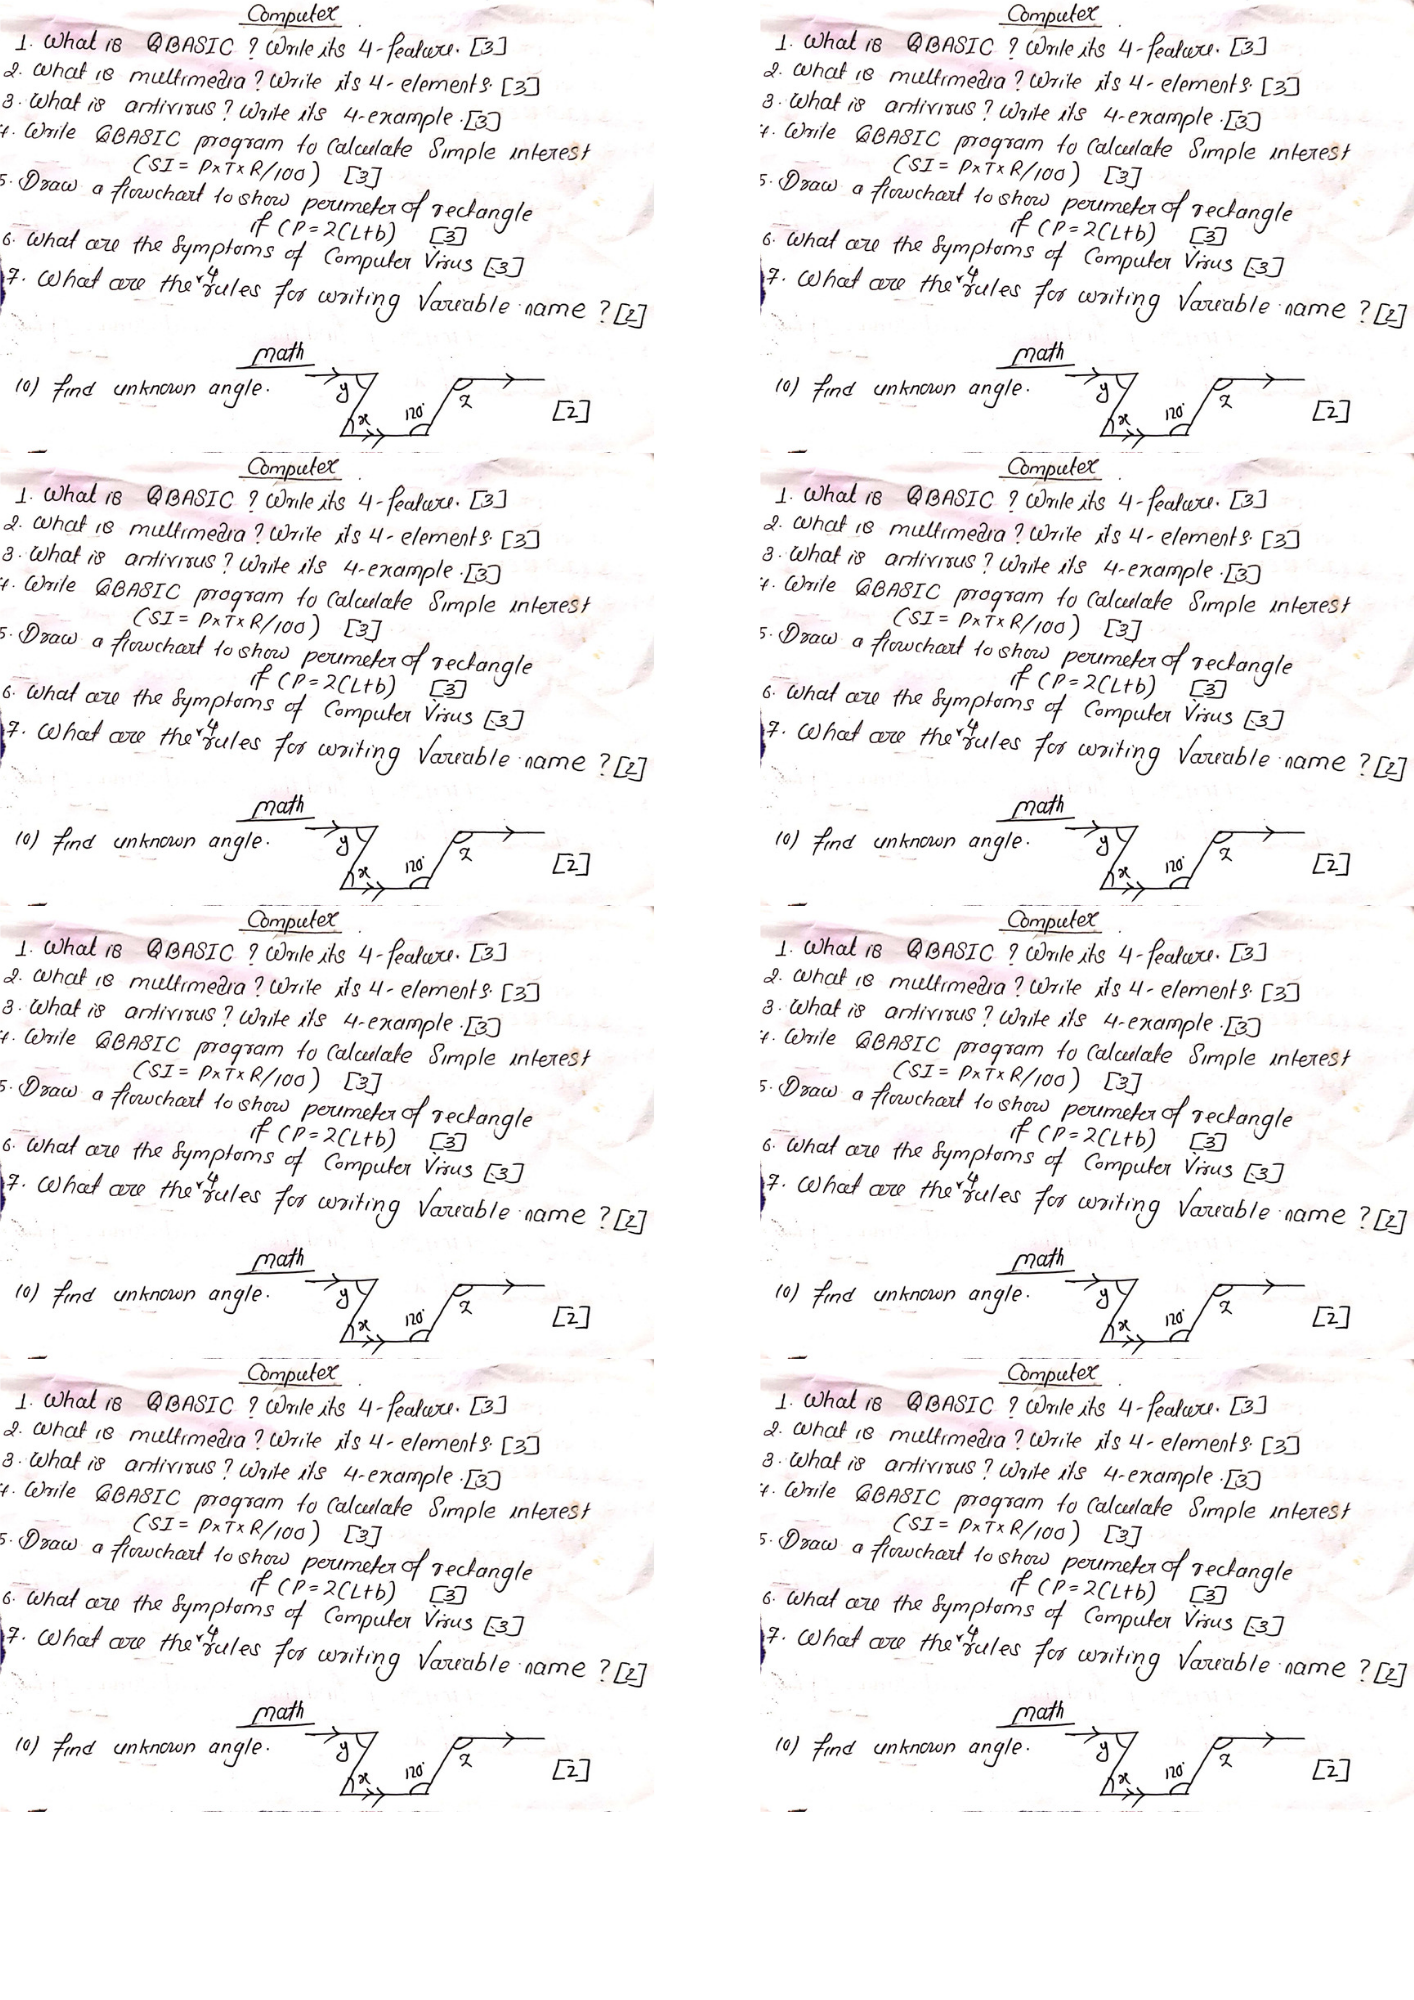 Computer
1. What is QBASIC ? Write its 4-feature. [3]
2. What is multimedia ? Write its 4-elements. [3]
3. What is antivirus ? Write its 4-example. [3]
4. Write QBASIC program to Calculate Simple interest
(SI = P×T×R/100) [3]
5. Draw a flowchart to show perimeter of rectangle
if (P=2(L+b) [3]
6. What are the Symptoms of Computer Virus [3]
7. What are the 4 rules for writing Variable name ? [2]
math
10) find unknown angle. y x 120° z [2]
Computer
1. What is QBASIC ? Write its 4-feature. [3]
2. What is multimedia ? Write its 4-elements. [3]
3. What is antivirus ? Write its 4-example. [3]
4. Write QBASIC program to Calculate Simple interest
(SI = P×T×R/100) [3]
5. Draw a flowchart to show perimeter of rectangle
if (P=2(L+b) [3]
6. What are the Symptoms of Computer Virus [3]
7. What are the 4 rules for writing Variable name ? [2]
math
10) find unknown angle. y x 120° z [2]
Computer
1. What is QBASIC ? Write its 4-feature. [3]
2. What is multimedia ? Write its 4-elements. [3]
3. What is antivirus ? Write its 4-example. [3]
4. Write QBASIC program to Calculate Simple interest
(SI = P×T×R/100) [3]
5. Draw a flowchart to show perimeter of rectangle
if (P=2(L+b) [3]
6. What are the Symptoms of Computer Virus [3]
7. What are the 4 rules for writing Variable name ? [2]
math
10) find unknown angle. y x 120° z [2]
Computer
1. What is QBASIC ? Write its 4-feature. [3]
2. What is multimedia ? Write its 4-elements. [3]
3. What is antivirus ? Write its 4-example. [3]
4. Write QBASIC program to Calculate Simple interest
(SI = P×T×R/100) [3]
5. Draw a flowchart to show perimeter of rectangle
if (P=2(L+b) [3]
6. What are the Symptoms of Computer Virus [3]
7. What are the 4 rules for writing Variable name ? [2]
math
10) find unknown angle. y x 120° z [2]
Computer
1. What is QBASIC ? Write its 4-feature. [3]
2. What is multimedia ? Write its 4-elements. [3]
3. What is antivirus ? Write its 4-example. [3]
4. Write QBASIC program to Calculate Simple interest
(SI = P×T×R/100) [3]
5. Draw a flowchart to show perimeter of rectangle
if (P=2(L+b) [3]
6. What are the Symptoms of Computer Virus [3]
7. What are the 4 rules for writing Variable name ? [2]
math
10) find unknown angle. y x 120° z [2]
Computer
1. What is QBASIC ? Write its 4-feature. [3]
2. What is multimedia ? Write its 4-elements. [3]
3. What is antivirus ? Write its 4-example. [3]
4. Write QBASIC program to Calculate Simple interest
(SI = P×T×R/100) [3]
5. Draw a flowchart to show perimeter of rectangle
if (P=2(L+b) [3]
6. What are the Symptoms of Computer Virus [3]
7. What are the 4 rules for writing Variable name ? [2]
math
10) find unknown angle. y x 120° z [2]
Computer
1. What is QBASIC ? Write its 4-feature. [3]
2. What is multimedia ? Write its 4-elements. [3]
3. What is antivirus ? Write its 4-example. [3]
4. Write QBASIC program to Calculate Simple interest
(SI = P×T×R/100) [3]
5. Draw a flowchart to show perimeter of rectangle
if (P=2(L+b) [3]
6. What are the Symptoms of Computer Virus [3]
7. What are the 4 rules for writing Variable name ? [2]
math
10) find unknown angle. y x 120° z [2]
Computer
1. What is QBASIC ? Write its 4-feature. [3]
2. What is multimedia ? Write its 4-elements. [3]
3. What is antivirus ? Write its 4-example. [3]
4. Write QBASIC program to Calculate Simple interest
(SI = P×T×R/100) [3]
5. Draw a flowchart to show perimeter of rectangle
if (P=2(L+b) [3]
6. What are the Symptoms of Computer Virus [3]
7. What are the 4 rules for writing Variable name ? [2]
math
10) find unknown angle. y x 120° z [2]